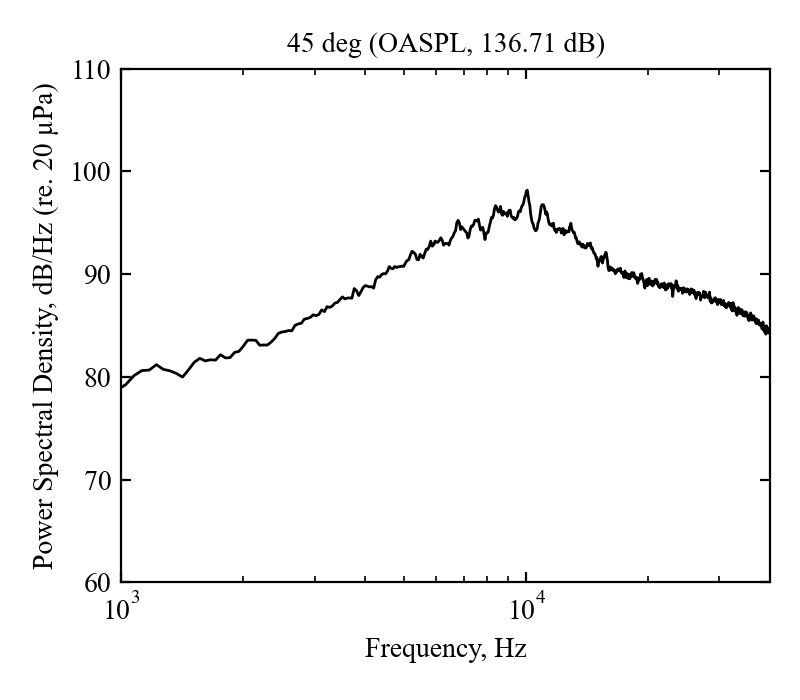 45 deg (OASPL, 136.71 dB)
Power Spectral Density, dB/Hz (re. 20 μPa)
110
100
90
80
70
60
10³
10⁴
Frequency, Hz